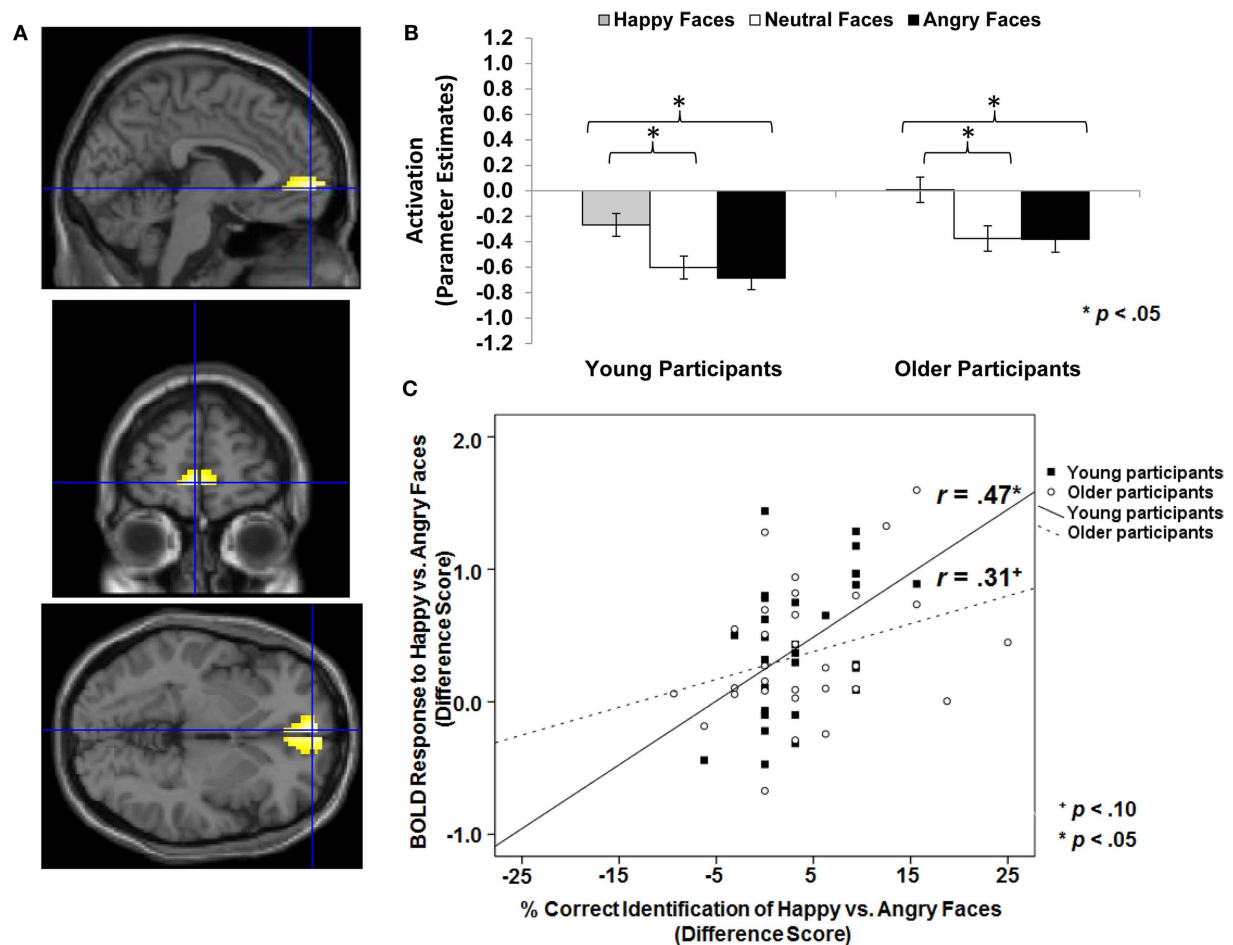 A
B
Happy Faces Neutral Faces Angry Faces
Activation
(Parameter Estimates)
1.2
1.0
0.8
0.6
0.4
0.2
0.0
-0.2
-0.4
-0.6
-0.8
-1.0
-1.2
*
*
*
*
* p < .05
Young Participants
Older Participants
C
BOLD Response to Happy vs. Angry Faces
(Difference Score)
2.0
1.0
0.0
-1.0
r = .47*
r = .31+
Young participants
Older participants
Young participants
Older participants
+ p < .10
* p < .05
-25 -15 -5 5 15 25
% Correct Identification of Happy vs. Angry Faces
(Difference Score)